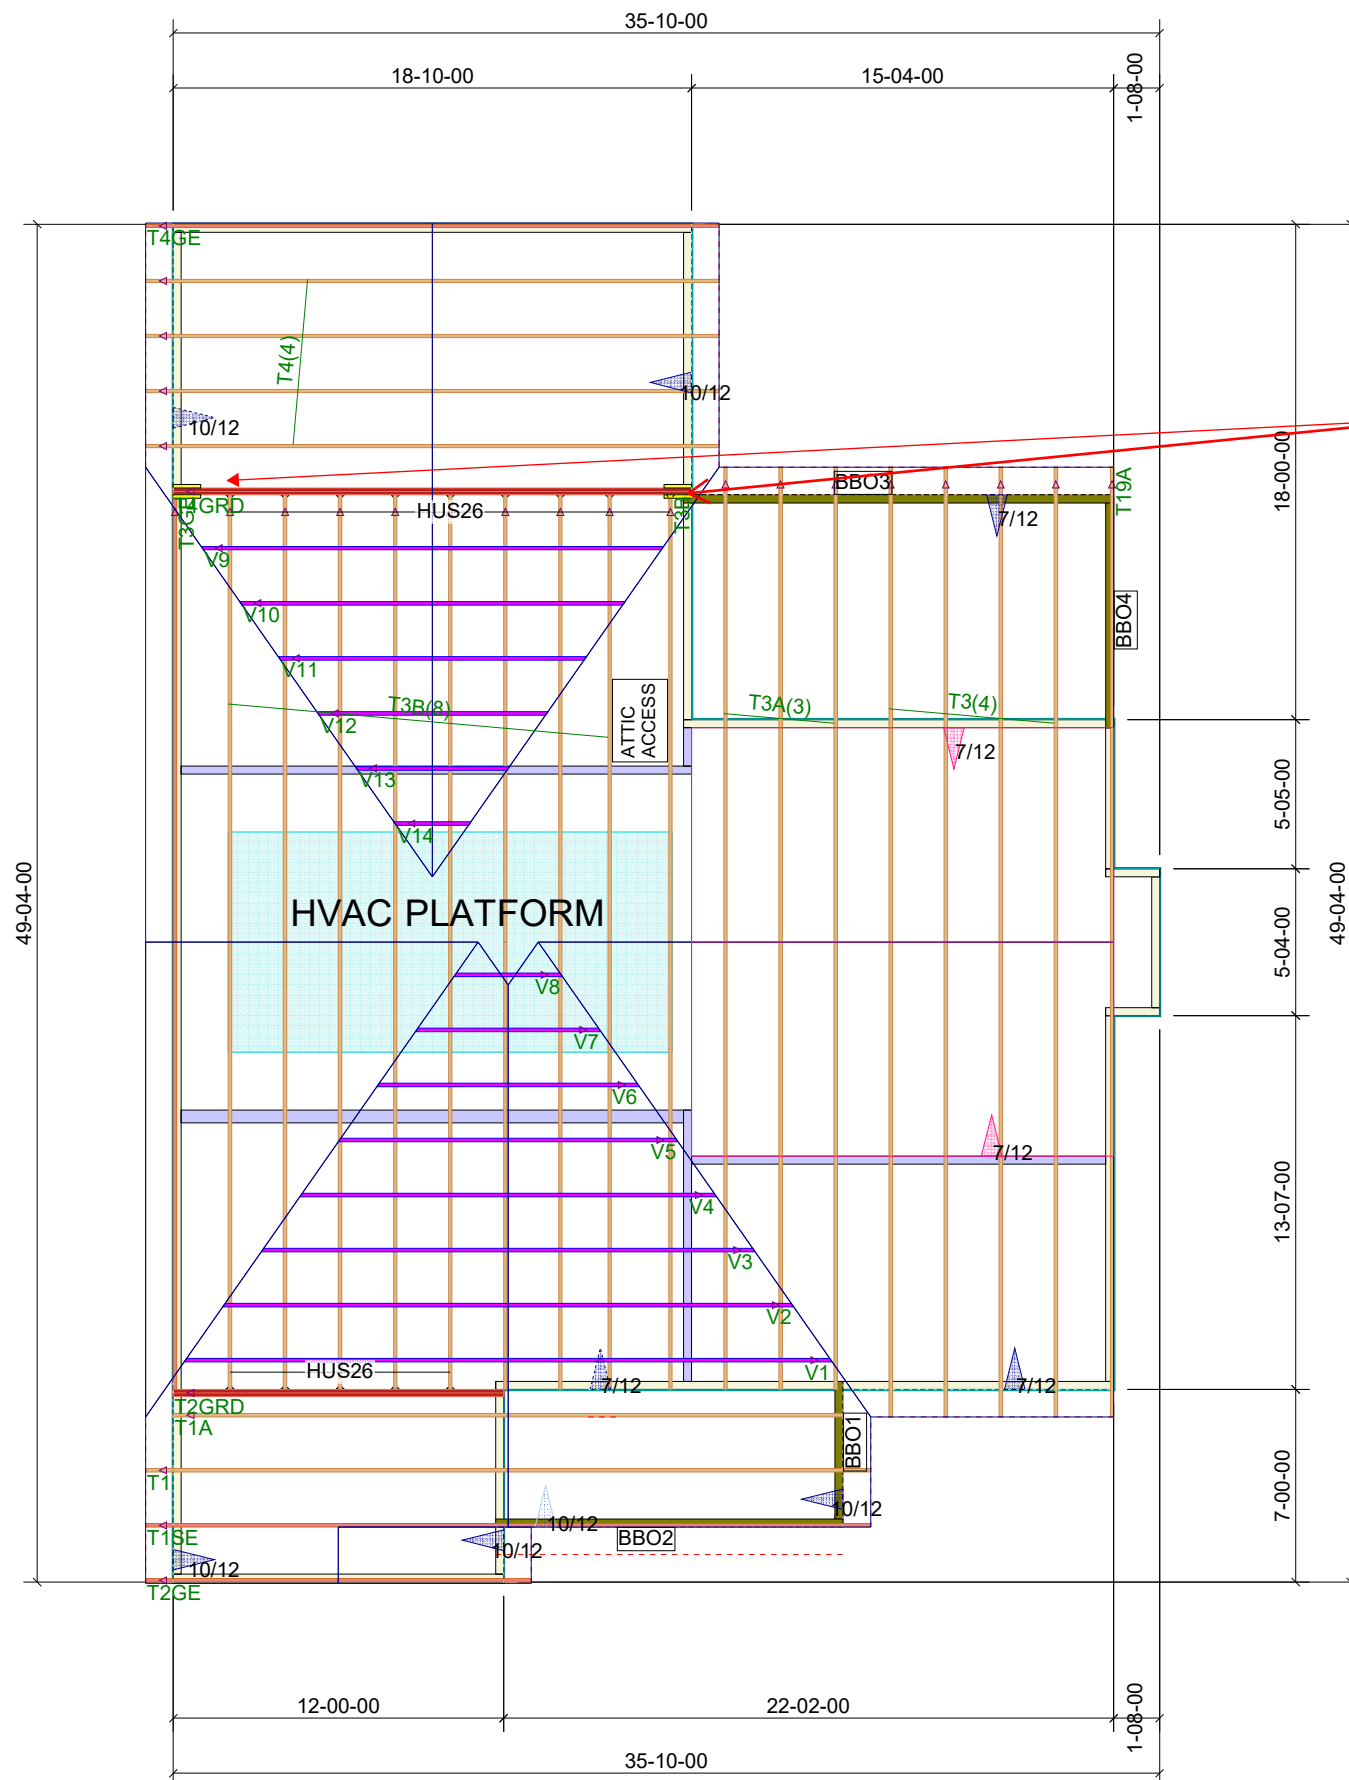 35-10-00
18-10-00
15-04-00
1-08-00
T4GE
T4(4)
10/12
10/12
49-04-00
18-00-00
T4GRD
T3GE
HUS26
T3E
BBO3
T19A
7/12
V9
V10
V11
V12
V13
V14
T3B(8)
ATTIC
ACCESS
T3A(3)
T3(4)
BBO4
7/12
5-05-00
HVAC PLATFORM
5-04-00
49-04-00
V8
V7
V6
V5
V4
V3
V2
V1
7/12
13-07-00
HUS26
7/12
7/12
T2GRD
T1A
T1
T1SE
T2GE
BBO1
10/12
10/12
BBO2
10/12
10/12
7-00-00
12-00-00
22-02-00
1-08-00
35-10-00